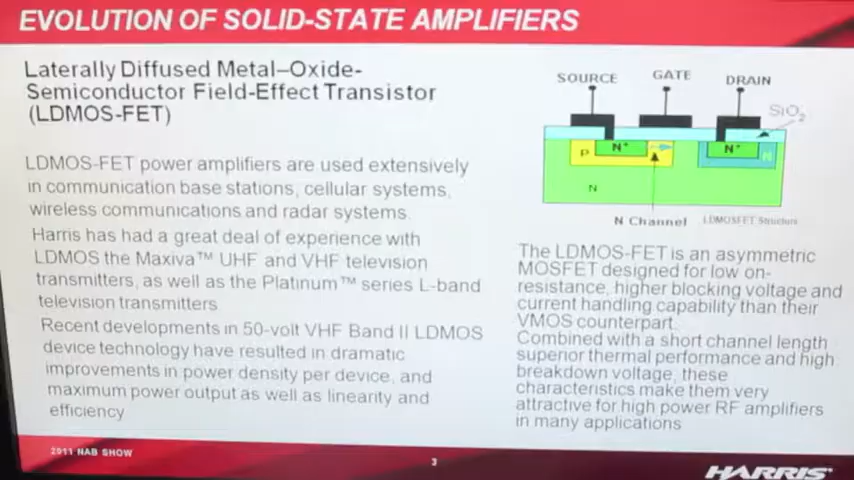 EVOLUTION OF SOLID-STATE AMPLIFIERS
Laterally Diffused Metal–Oxide-
Semiconductor Field-Effect Transistor
(LDMOS-FET)
LDMOS-FET power amplifiers are used extensively
in communication base stations, cellular systems,
wireless communications and radar systems.
Harris has had a great deal of experience with
LDMOS the Maxiva™ UHF and VHF television
transmitters, as well as the Platinum™ series L-band
television transmitters
Recent developments in 50-volt VHF Band II LDMOS
device technology have resulted in dramatic
improvements in power density per device, and
maximum power output as well as linearity and
efficiency
SOURCE GATE DRAIN
SiO2
P N+ N+ N
N
N Channel LDMOSFET Structure
The LDMOS-FET is an asymmetric
MOSFET designed for low on-
resistance, higher blocking voltage and
current handling capability than their
VMOS counterpart.
Combined with a short channel length
superior thermal performance and high
breakdown voltage, these
characteristics make them very
attractive for high power RF amplifiers
in many applications
2011 NAB SHOW
3
HARRIS